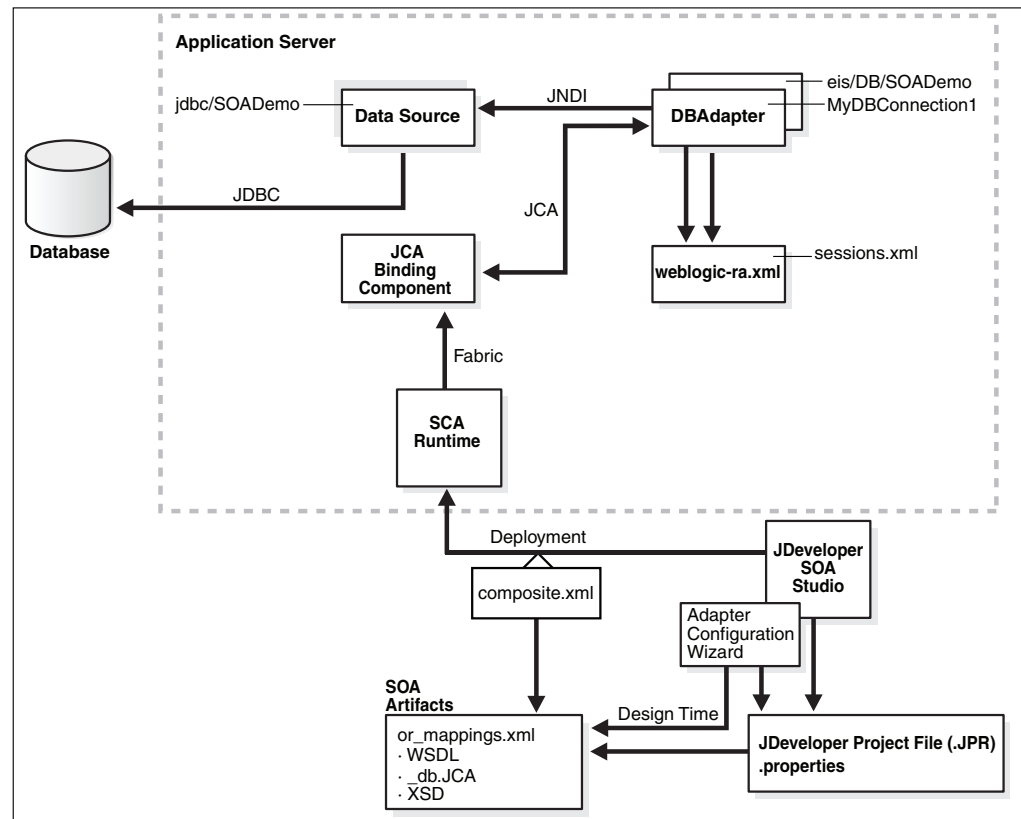 Application Server
eis/DB/SOADemo
jdbc/SOADemo
JNDI
MyDBConnection1
Data Source
DBAdapter
JDBC
JCA
Database
JCA
Binding
Component
sessions.xml
weblogic-ra.xml
Fabric
SCA
Runtime
Deployment
JDeveloper
SOA
Studio
composite.xml
Adapter
Configuration
Wizard
SOA
Artifacts
Design Time
or_mappings.xml
· WSDL
· _db.JCA
· XSD
JDeveloper Project File (.JPR)
.properties